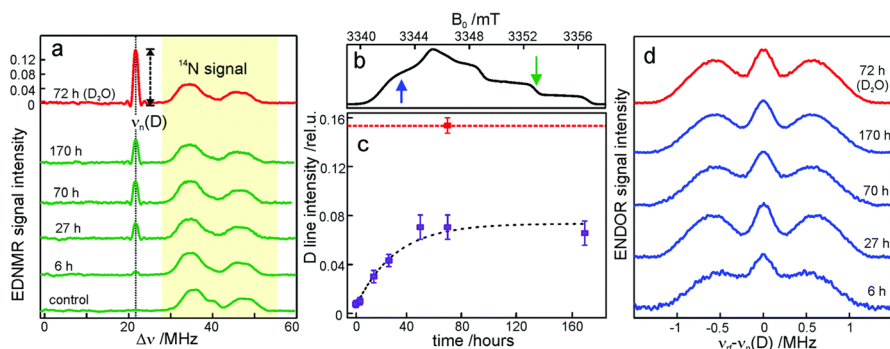 a
EDNMR signal intensity
0.12
0.08
0.04
0
72 h (D₂O)
¹⁴N signal
νn(D)
170 h
70 h
27 h
6 h
control
0 20 40 60
Δν /MHz
B₀ /mT
3340 3344 3348 3352 3356
b
c
D line intensity /rel.u.
0.16
0.12
0.08
0.04
0
0 40 80 120 160
time /hours
d
ENDOR signal intensity
72 h
(D₂O)
170 h
70 h
27 h
6 h
-1 -0.5 0 0.5 1
νrf-νn(D) /MHz